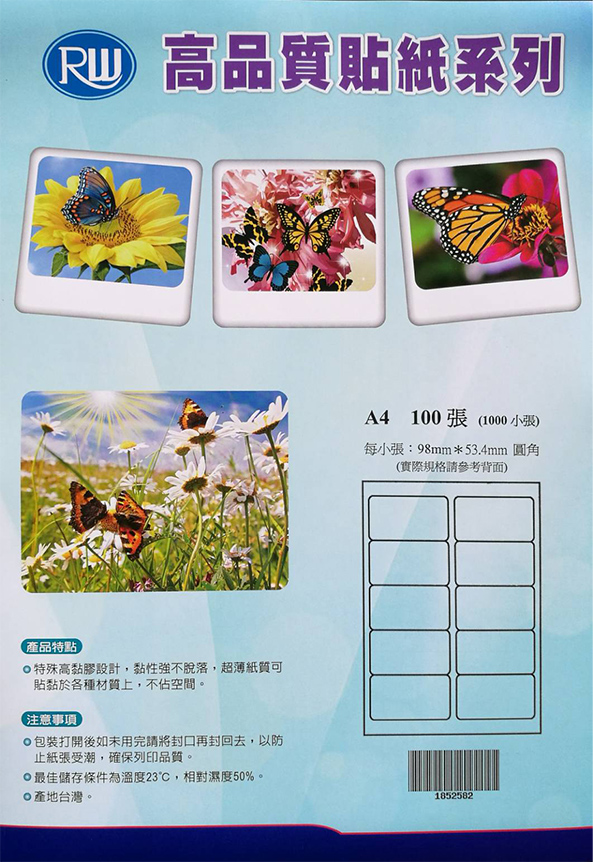 RW 高品質貼紙系列
A4 100張 (1000小張)
每小張：98mm＊53.4mm 圓角
(實際規格請參考背面)
產品特點
特殊高黏膠設計，黏性強不脫落，超薄紙質可
貼黏於各種材質上，不佔空間。
注意事項
包裝打開後如未用完請將封口再封回去，以防
止紙張受潮，確保列印品質。
最佳儲存條件為溫度23℃，相對濕度50%。
產地台灣。
1852582